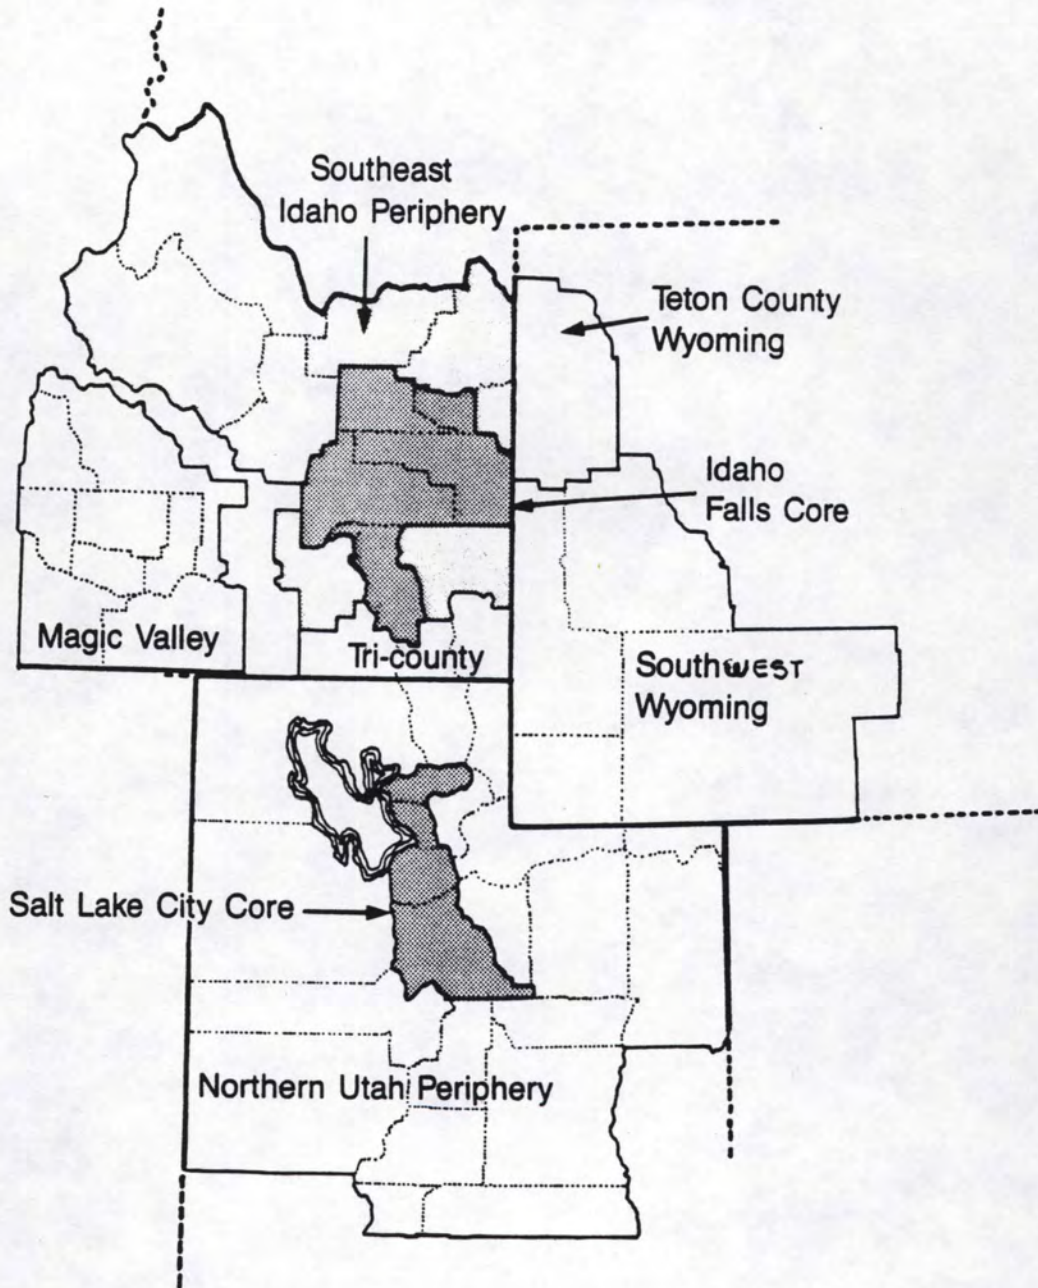 Southeast
Idaho Periphery
Teton County
Wyoming
Idaho
Falls Core
Magic Valley
Tri-county
Southwest
Wyoming
Salt Lake City Core
Northern Utah Periphery